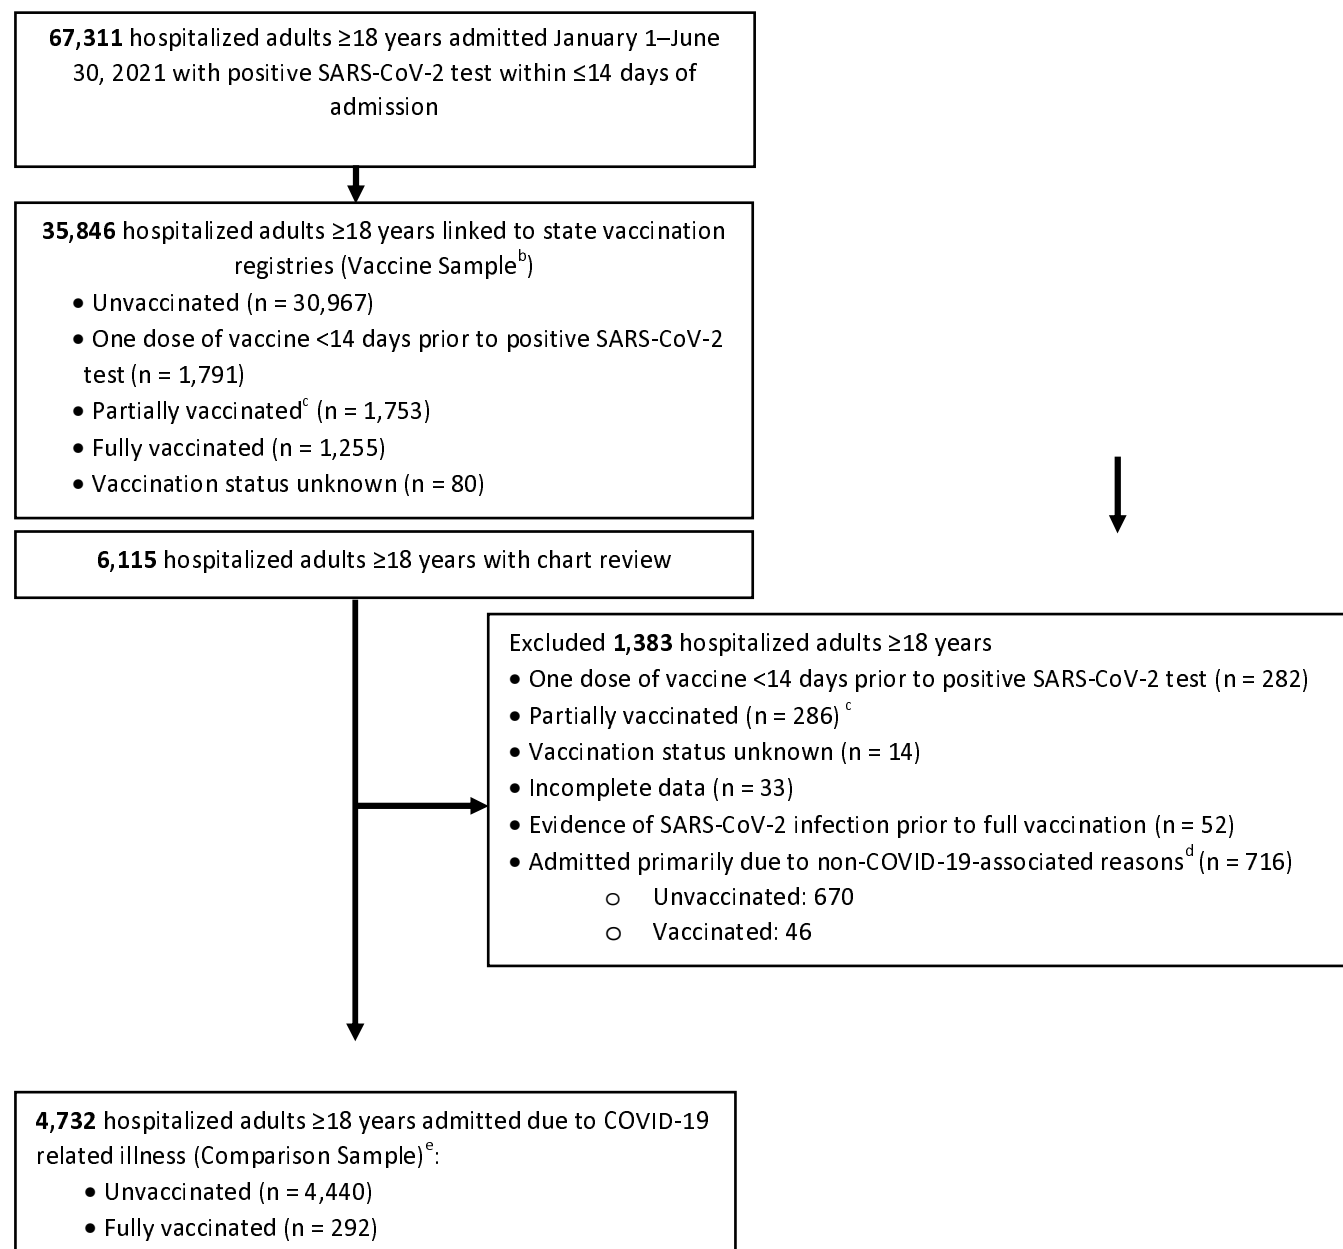 67,311 hospitalized adults ≥18 years admitted January 1–June
30, 2021 with positive SARS-CoV-2 test within ≤14 days of
admission
35,846 hospitalized adults ≥18 years linked to state vaccination
registries (Vaccine Sampleb)
• Unvaccinated (n = 30,967)
• One dose of vaccine <14 days prior to positive SARS-CoV-2
test (n = 1,791)
• Partially vaccinatedc (n = 1,753)
• Fully vaccinated (n = 1,255)
• Vaccination status unknown (n = 80)
6,115 hospitalized adults ≥18 years with chart review
Excluded 1,383 hospitalized adults ≥18 years
• One dose of vaccine <14 days prior to positive SARS-CoV-2 test (n = 282)
• Partially vaccinated (n = 286) c
• Vaccination status unknown (n = 14)
• Incomplete data (n = 33)
• Evidence of SARS-CoV-2 infection prior to full vaccination (n = 52)
• Admitted primarily due to non-COVID-19-associated reasonsd (n = 716)
o Unvaccinated: 670
o Vaccinated: 46
4,732 hospitalized adults ≥18 years admitted due to COVID-19
related illness (Comparison Sample)e:
• Unvaccinated (n = 4,440)
• Fully vaccinated (n = 292)